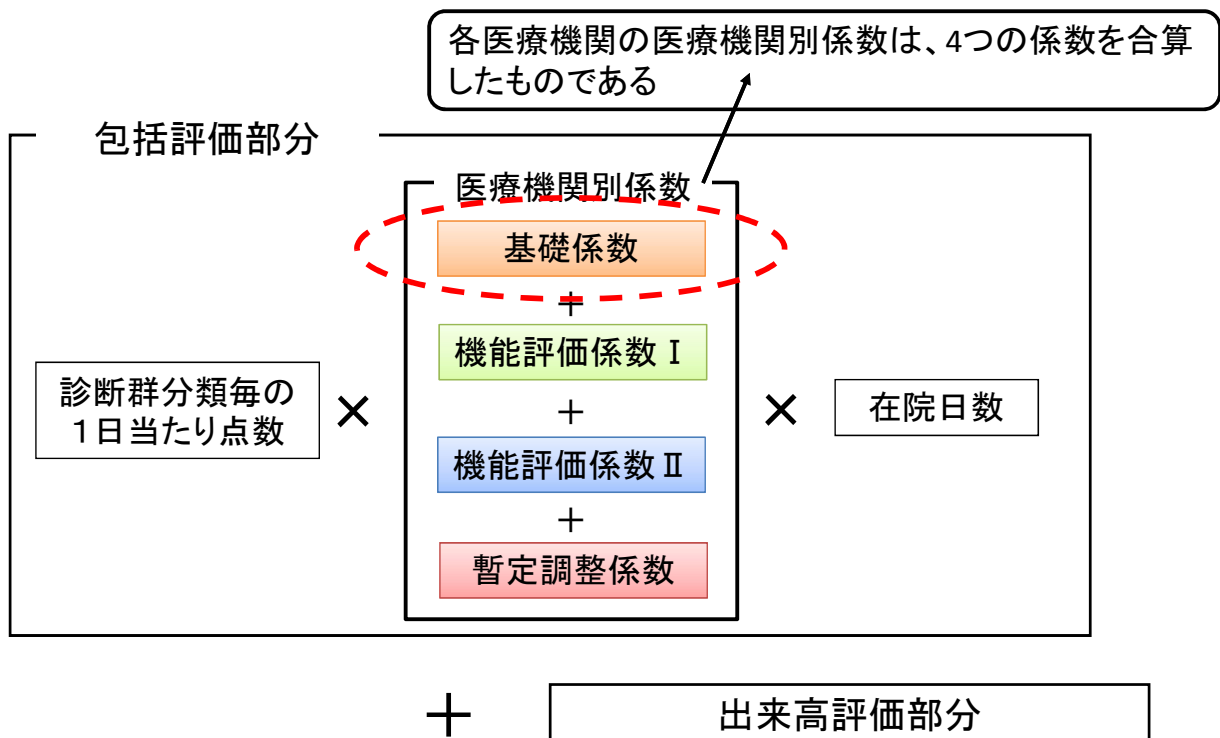 各医療機関の医療機関別係数は、4つの係数を合算
したものである
包括評価部分
医療機関別係数
基礎係数
＋
機能評価係数Ⅰ
＋
機能評価係数Ⅱ
＋
暫定調整係数
診断群分類毎の
１日当たり点数
×
×
在院日数
＋
出来高評価部分